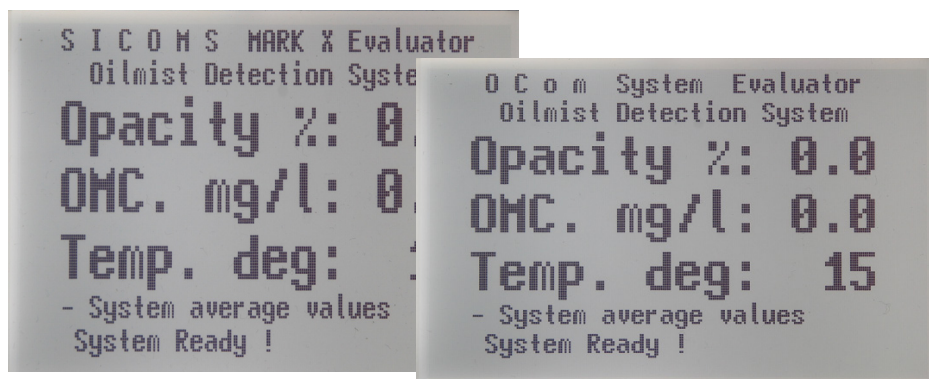 S I C O M S MARK X Evaluator
Oilmist Detection Syste
Opacity %: 0.
OMC. mg/l: 0.
Temp. deg:
- System average values
System Ready !
O C o m System Evaluator
Oilmist Detection System
Opacity %: 0.0
OMC. mg/l: 0.0
Temp. deg: 15
- System average values
System Ready !